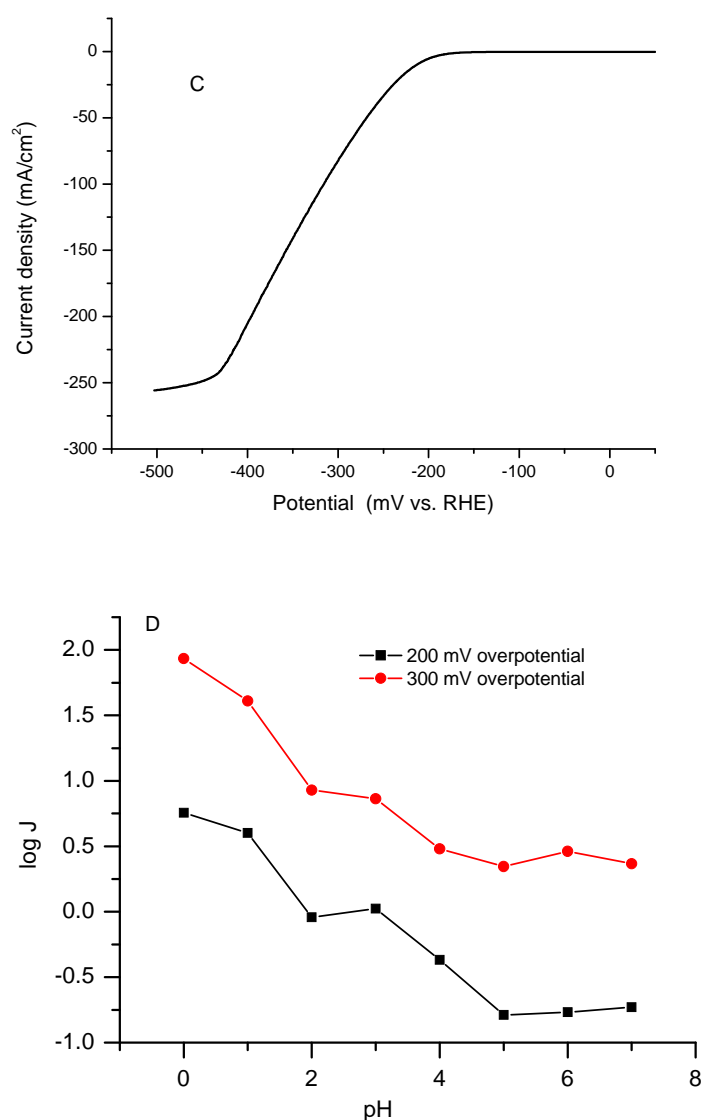 C
0
-50
-100
-150
-200
-250
-300
Current density (mA/cm²)
-500 -400 -300 -200 -100 0
Potential (mV vs. RHE)
D
200 mV overpotential
300 mV overpotential
2.0
1.5
1.0
0.5
0.0
-0.5
-1.0
log J
0 2 4 6 8
pH